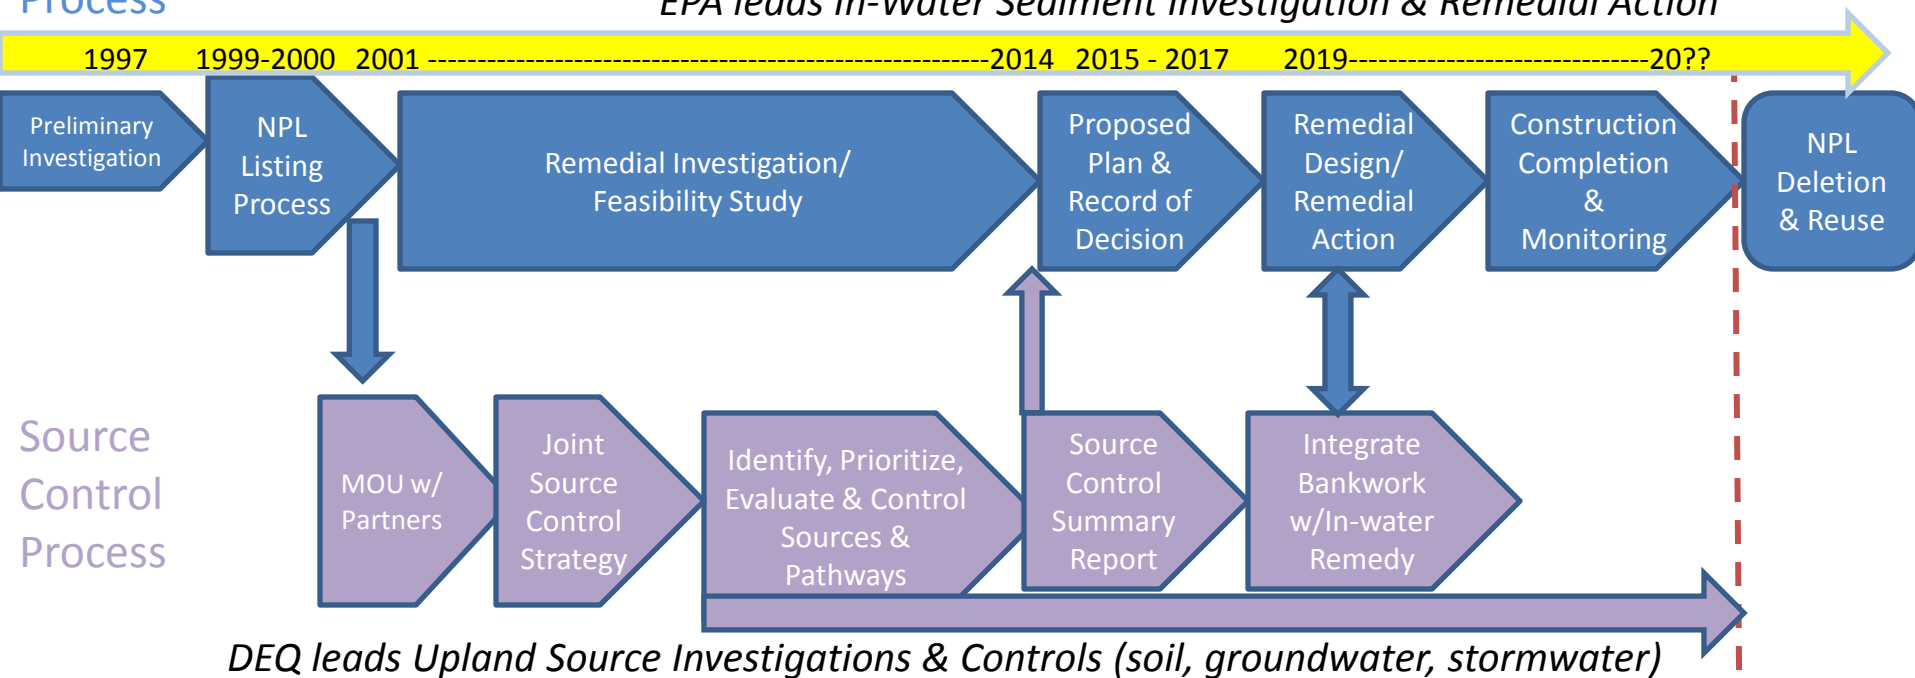 Process
EPA leads In-Water Sediment Investigation & Remedial Action
1997 1999-2000 2001 ---------------------------------------------------------2014 2015 - 2017 2019------------------------------20??
Preliminary
Investigation
NPL
Listing
Process
Remedial Investigation/
Feasibility Study
Proposed
Plan &
Record of
Decision
Remedial
Design/
Remedial
Action
Construction
Completion
&
Monitoring
NPL
Deletion
& Reuse
Source
Control
Process
MOU w/
Partners
Joint
Source
Control
Strategy
Identify, Prioritize,
Evaluate & Control
Sources &
Pathways
Source
Control
Summary
Report
Integrate
Bankwork
w/In-water
Remedy
DEQ leads Upland Source Investigations & Controls (soil, groundwater, stormwater)